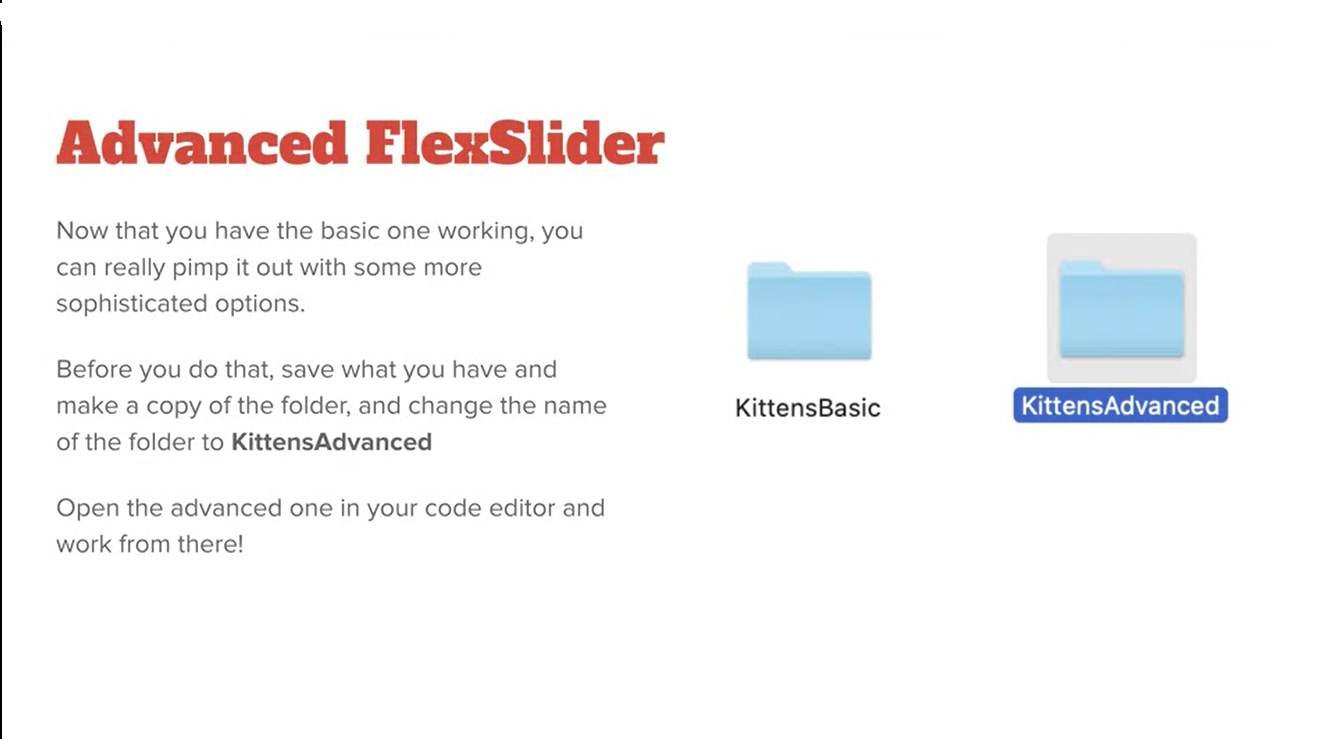 Advanced FlexSlider
Now that you have the basic one working, you
can really pimp it out with some more
sophisticated options.
Before you do that, save what you have and
make a copy of the folder, and change the name
of the folder to KittensAdvanced
Open the advanced one in your code editor and
work from there!
KittensBasic
KittensAdvanced